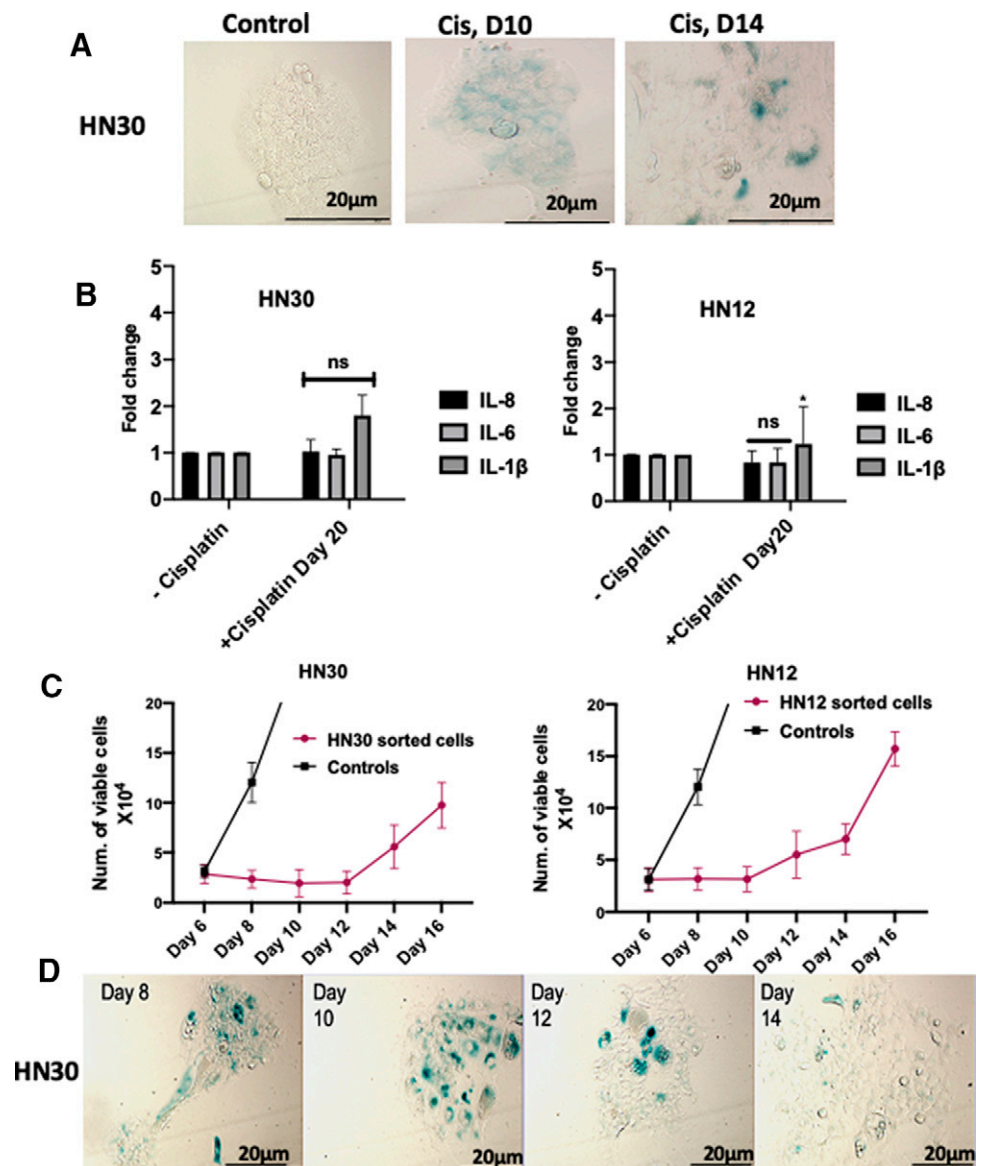 A
Control
Cis, D10
Cis, D14
HN30
20μm
20μm
20μm
B
HN30
Fold change
5
4
3
2
1
0
ns
IL-8
IL-6
IL-1β
- Cisplatin
+Cisplatin Day 20
HN12
Fold change
5
4
3
2
1
0
ns
*
IL-8
IL-6
IL-1β
- Cisplatin
+Cisplatin Day20
C
HN30
Num. of viable cells
X10⁴
20
15
10
5
0
HN30 sorted cells
Controls
Day 6
Day 8
Day 10
Day 12
Day 14
Day 16
HN12
Num. of viable cells
X10⁴
20
15
10
5
0
HN12 sorted cells
Controls
Day 6
Day 8
Day 10
Day 12
Day 14
Day 16
D
HN30
Day 8
20μm
Day
10
20μm
Day
12
20μm
Day
14
20μm